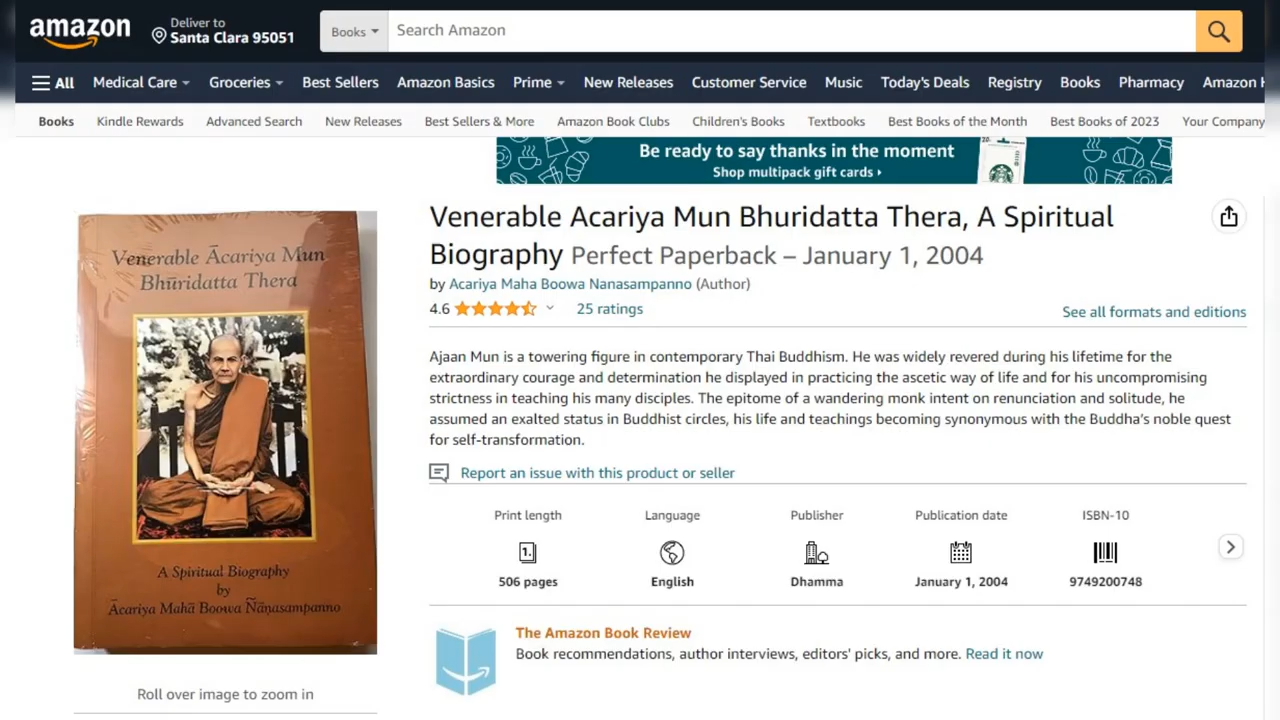 amazon
Deliver to
Santa Clara 95051
Books
Search Amazon
All Medical Care Groceries Best Sellers Amazon Basics Prime New Releases Customer Service Music Today's Deals Registry Books Pharmacy Amazon
Books Kindle Rewards Advanced Search New Releases Best Sellers & More Amazon Book Clubs Children's Books Textbooks Best Books of the Month Best Books of 2023 Your Company
Be ready to say thanks in the moment
Shop multipack gift cards
Venerable Ācariya Mun
Bhūridatta Thera
A Spiritual Biography
by
Ācariya Mahā Boowa Ñāṇasampanno
Roll over image to zoom in
Venerable Acariya Mun Bhuridatta Thera, A Spiritual
Biography Perfect Paperback – January 1, 2004
by Acariya Maha Boowa Nanasampanno (Author)
4.6 25 ratings
See all formats and editions
Ajaan Mun is a towering figure in contemporary Thai Buddhism. He was widely revered during his lifetime for the
extraordinary courage and determination he displayed in practicing the ascetic way of life and for his uncompromising
strictness in teaching his many disciples. The epitome of a wandering monk intent on renunciation and solitude, he
assumed an exalted status in Buddhist circles, his life and teachings becoming synonymous with the Buddha's noble quest
for self-transformation.
Report an issue with this product or seller
Print length Language Publisher Publication date ISBN-10
1.
506 pages English Dhamma January 1, 2004 9749200748
The Amazon Book Review
Book recommendations, author interviews, editors' picks, and more. Read it now